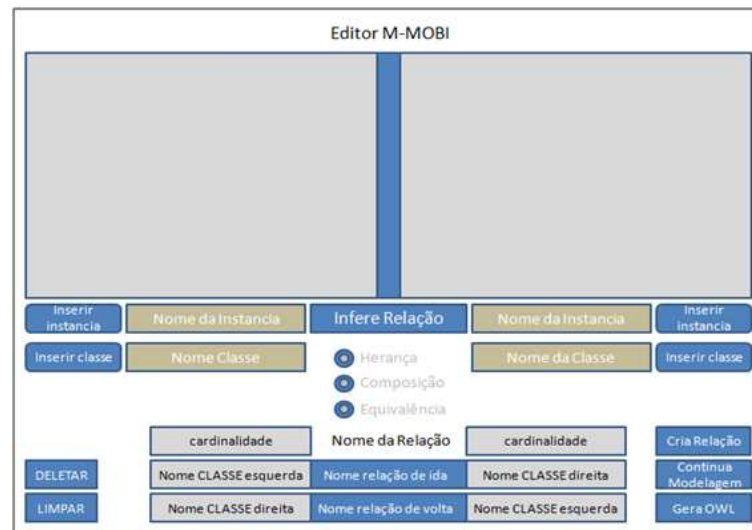 Editor M-MOBI
Inserir
instancia
Nome da Instancia
Infere Relação
Nome da Instancia
Inserir
instancia
Inserir classe
Nome Classe
Herança
Nome da Classe
Inserir classe
Composição
Equivalência
cardinalidade
Nome da Relação
cardinalidade
Cria Relação
DELETAR
Nome CLASSE esquerda
Nome relação de ida
Nome CLASSE direita
Continua
Modelagem
LIMPAR
Nome CLASSE direita
Nome relação de volta
Nome CLASSE esquerda
Gera OWL